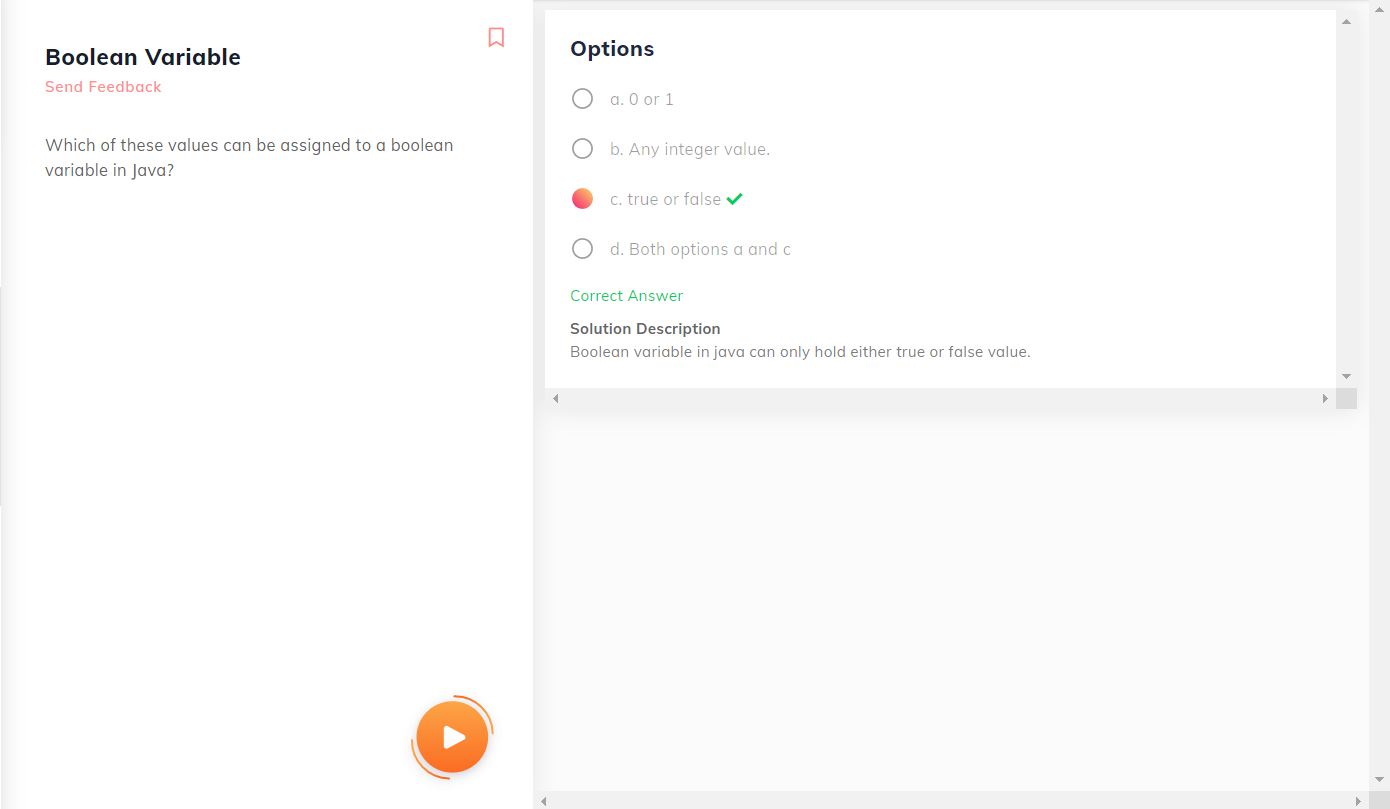 Boolean Variable
Send Feedback
Which of these values can be assigned to a boolean
variable in Java?
Options
a. 0 or 1
b. Any integer value.
c. true or false
d. Both options a and c
Correct Answer
Solution Description
Boolean variable in java can only hold either true or false value.